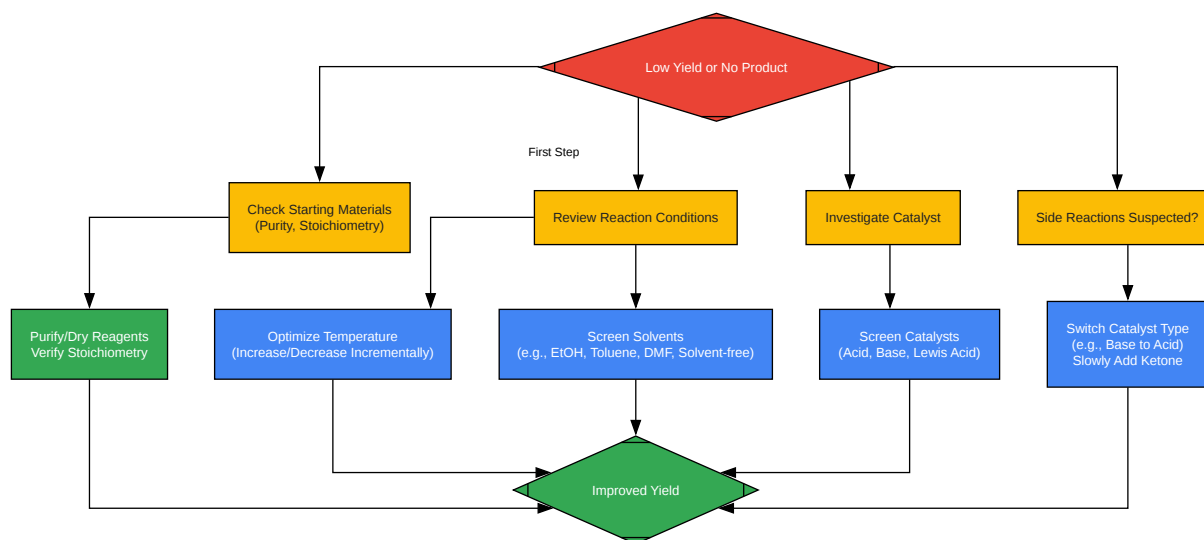 Low Yield or No Product
First Step
Check Starting Materials
(Purity, Stoichiometry)
Review Reaction Conditions
Investigate Catalyst
Side Reactions Suspected?
Purify/Dry Reagents
Verify Stoichiometry
Optimize Temperature
(Increase/Decrease Incrementally)
Screen Solvents
(e.g., EtOH, Toluene, DMF, Solvent-free)
Screen Catalysts
(Acid, Base, Lewis Acid)
Switch Catalyst Type
(e.g., Base to Acid)
Slowly Add Ketone
Improved Yield